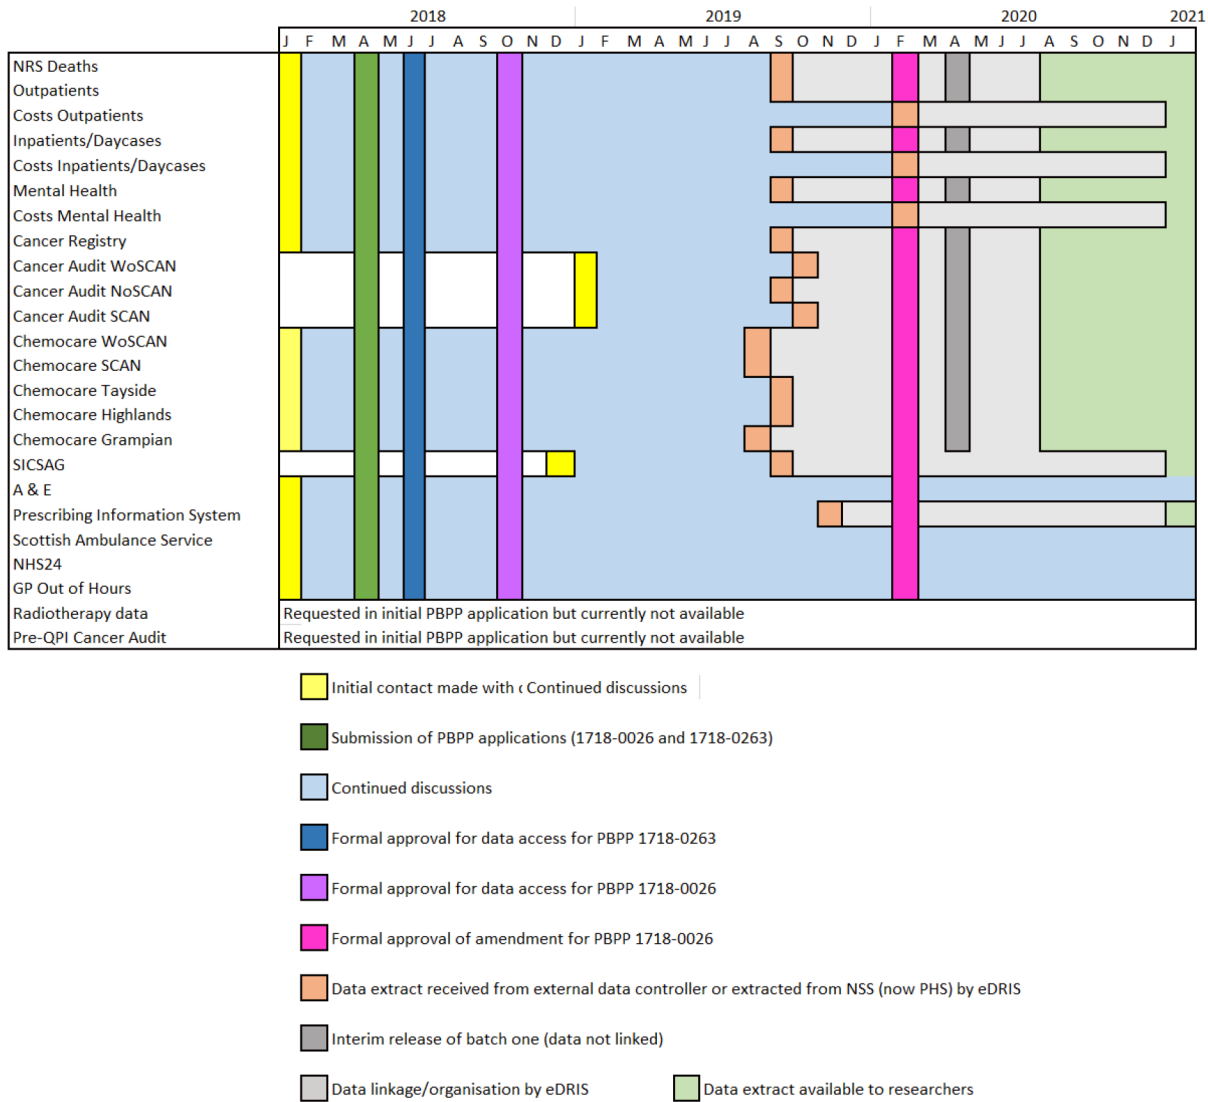 2018 2019 2020 2021
J F M A M J J A S O N D J F M A M J J A S O N D J F M A M J J A S O N D J
NRS Deaths
Outpatients
Costs Outpatients
Inpatients/Daycases
Costs Inpatients/Daycases
Mental Health
Costs Mental Health
Cancer Registry
Cancer Audit WoSCAN
Cancer Audit NoSCAN
Cancer Audit SCAN
Chemocare WoSCAN
Chemocare SCAN
Chemocare Tayside
Chemocare Highlands
Chemocare Grampian
SICSAG
A & E
Prescribing Information System
Scottish Ambulance Service
NHS24
GP Out of Hours
Radiotherapy data Requested in initial PBPP application but currently not available
Pre-QPI Cancer Audit Requested in initial PBPP application but currently not available
Initial contact made with Continued discussions
Submission of PBPP applications (1718-0026 and 1718-0263)
Continued discussions
Formal approval for data access for PBPP 1718-0263
Formal approval for data access for PBPP 1718-0026
Formal approval of amendment for PBPP 1718-0026
Data extract received from external data controller or extracted from NSS (now PHS) by eDRIS
Interim release of batch one (data not linked)
Data linkage/organisation by eDRIS Data extract available to researchers